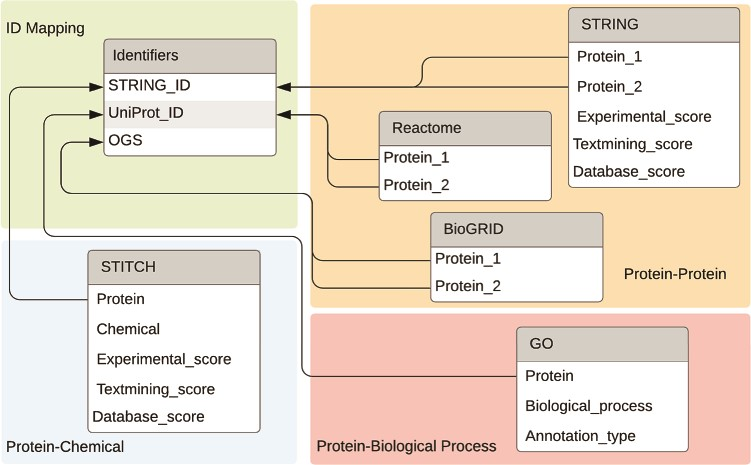 ID Mapping
Identifiers
STRING_ID
UniProt_ID
OGS
STRING
Protein_1
Protein_2
Experimental_score
Textmining_score
Database_score
Reactome
Protein_1
Protein_2
BioGRID
Protein_1
Protein_2
Protein-Protein
STITCH
Protein
Chemical
Experimental_score
Textmining_score
Database_score
Protein-Chemical
GO
Protein
Biological_process
Annotation_type
Protein-Biological Process